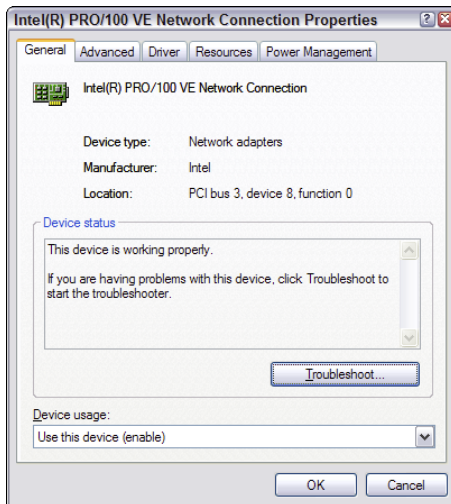 Intel(R) PRO/100 VE Network Connection Properties
General Advanced Driver Resources Power Management
Intel(R) PRO/100 VE Network Connection
Device type: Network adapters
Manufacturer: Intel
Location: PCI bus 3, device 8, function 0
Device status
This device is working properly.
If you are having problems with this device, click Troubleshoot to
start the troubleshooter.
Troubleshoot...
Device usage:
Use this device (enable)
OK Cancel